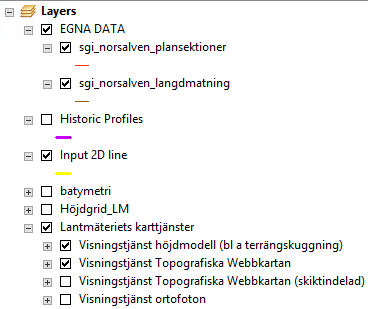 Layers
EGNA DATA
sgi_norsalven_plansektioner
sgi_norsalven_langdmatning
Historic Profiles
Input 2D line
batymetri
Höjdgrid_LM
Lantmäteriets karttjänster
Visningstjänst höjdmodell (bl a terrängskuggning)
Visningstjänst Topografiska Webbkartan
Visningstjänst Topografiska Webbkartan (skiktindelad)
Visningstjänst ortofoton